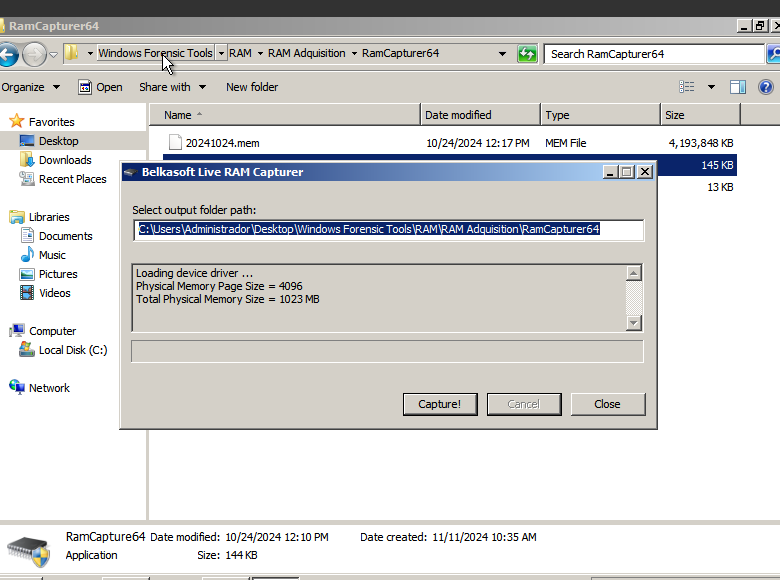 RamCapturer64
Windows Forensic Tools RAM RAM Adquisition RamCapturer64 Search RamCapturer64
Organize Open Share with New folder
Favorites
Desktop
Downloads
Recent Places
Libraries
Documents
Music
Pictures
Videos
Computer
Local Disk (C:)
Network
Name Date modified Type Size
20241024.mem 10/24/2024 12:17 PM MEM File 4,193,848 KB
145 KB
13 KB
Belkasoft Live RAM Capturer
Select output folder path:
C:\Users\Administrador\Desktop\Windows Forensic Tools\RAM\RAM Adquisition\RamCapturer64
Loading device driver ...
Physical Memory Page Size = 4096
Total Physical Memory Size = 1023 MB
Capture! Cancel Close
RamCapture64 Date modified: 10/24/2024 12:10 PM Date created: 11/11/2024 10:35 AM
Application Size: 144 KB